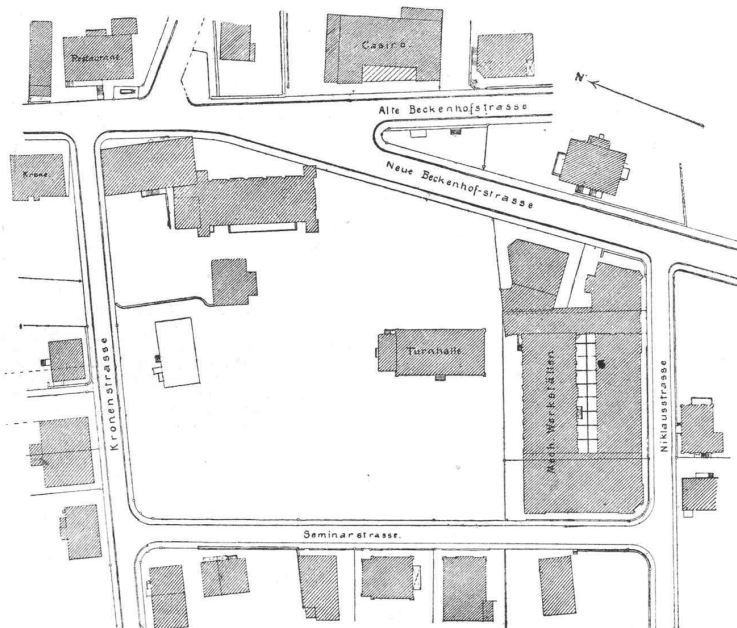 Restaurant.
Casino.
N
Alte Beckenhofstrasse
Neue Beckenhof-strasse
Krone.
Turnhalle.
Mech. Werkstätten
Kronenstrasse
Niklausstrasse
Seminarstrasse.